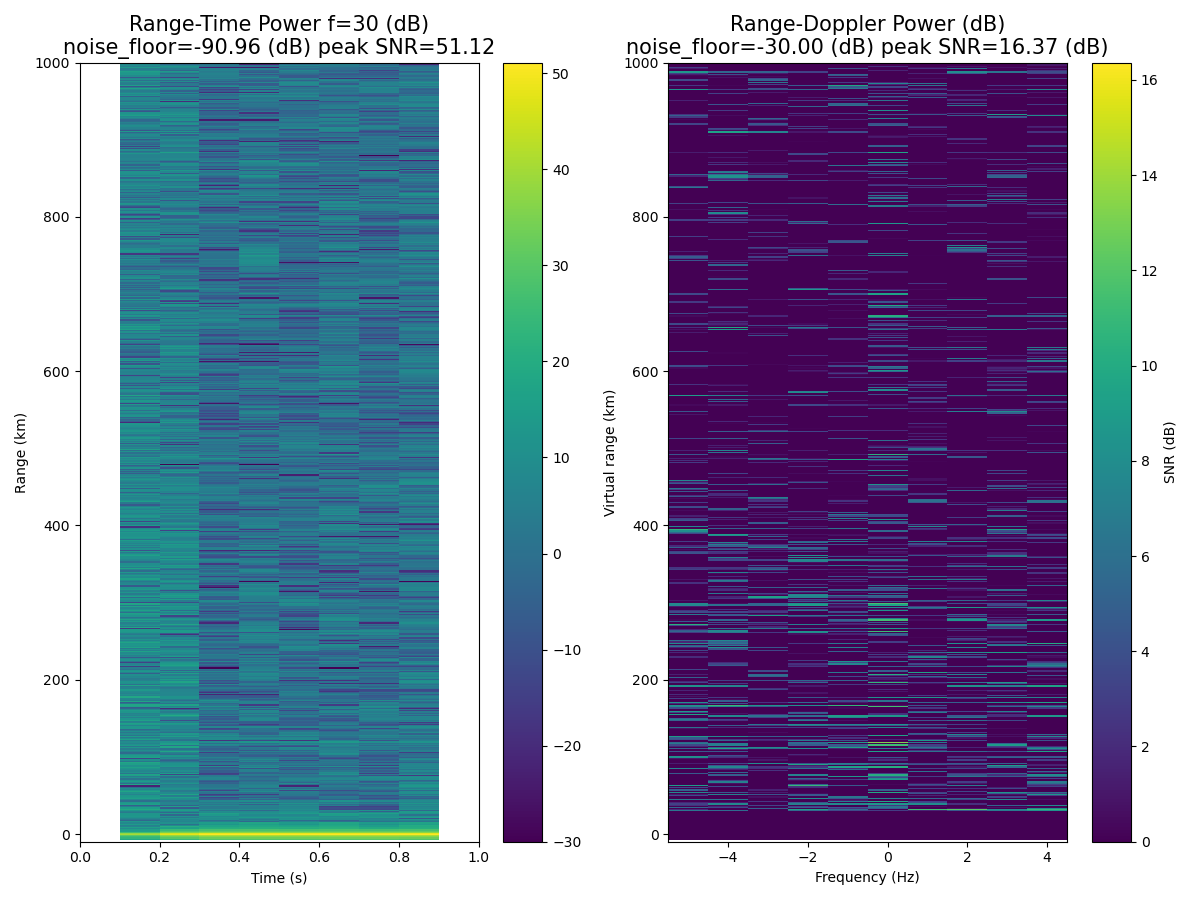 Range-Time Power f=30 (dB)
noise_floor=-90.96 (dB) peak SNR=51.12
Range (km)
1000
800
600
400
200
0
0.0 0.2 0.4 0.6 0.8 1.0
Time (s)
50
40
30
20
10
0
−10
−20
−30
Range-Doppler Power (dB)
noise_floor=-30.00 (dB) peak SNR=16.37 (dB)
Virtual range (km)
1000
800
600
400
200
0
−4 −2 0 2 4
Frequency (Hz)
16
14
12
10
8
6
4
2
0
SNR (dB)